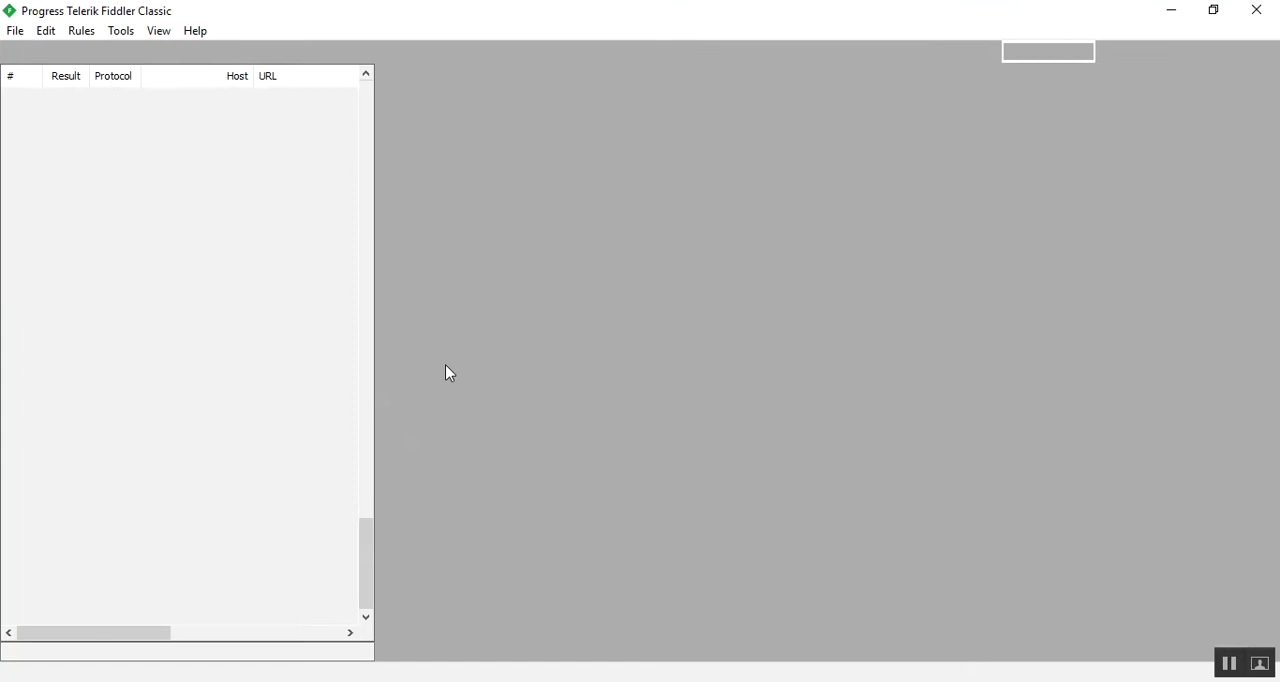 Progress Telerik Fiddler Classic
File Edit Rules Tools View Help
# Result Protocol Host URL